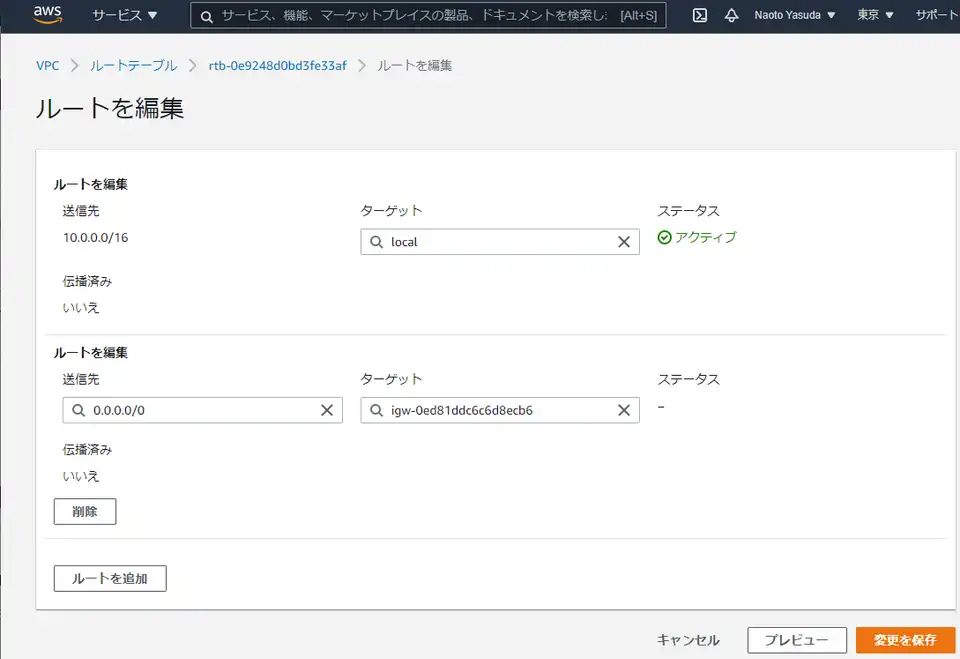 aws サービス ▼ サービス、機能、マーケットプレイスの製品、ドキュメントを検索し [Alt+S] Naoto Yasuda ▼ 東京 ▼ サポート
VPC > ルートテーブル > rtb-0e9248d0bd3fe33af > ルートを編集
ルートを編集
ルートを編集
送信先 ターゲット ステータス
10.0.0.0/16 local アクティブ
伝播済み
いいえ
ルートを編集
送信先 ターゲット ステータス
0.0.0.0/0 igw-0ed81ddc6c6d8ecb6 –
伝播済み
いいえ
削除
ルートを追加
キャンセル プレビュー 変更を保存